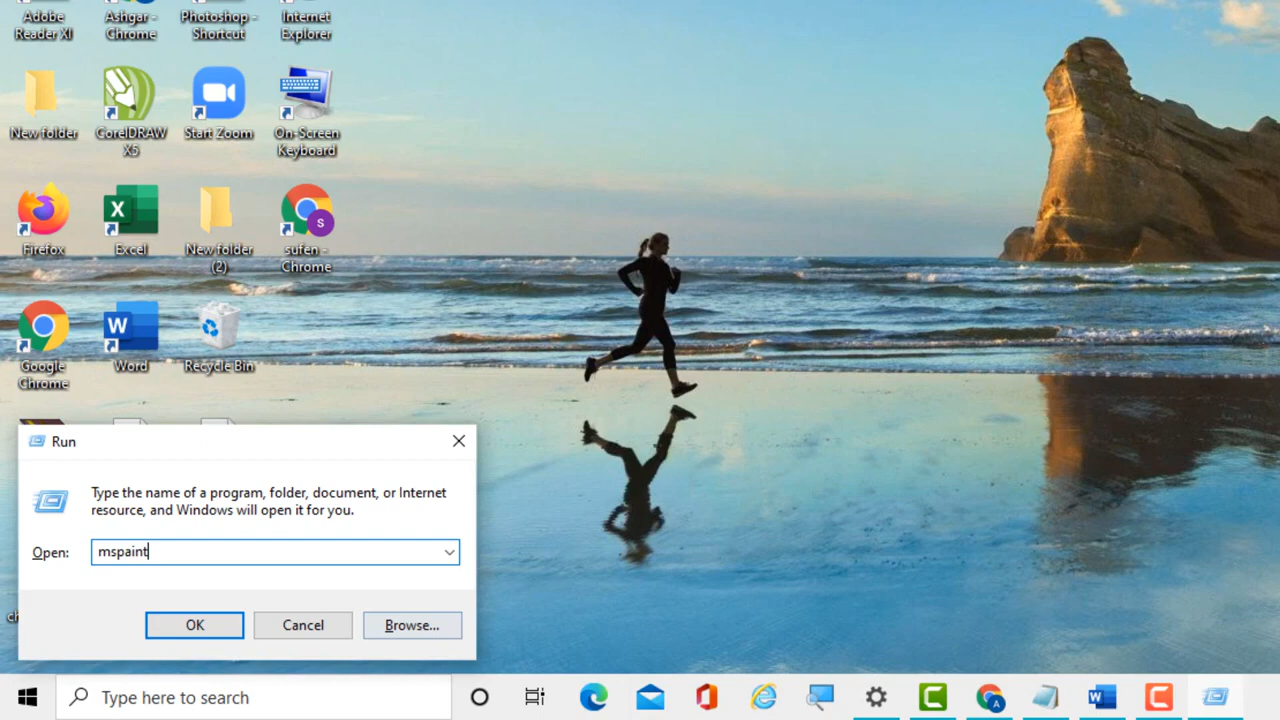 Adobe
Reader XI
Ashgar -
Chrome
Photoshop -
Shortcut
Internet
Explorer
New folder
CorelDRAW
X5
Start Zoom
On-Screen
Keyboard
Firefox
Excel
New folder
(2)
sufen -
Chrome
Google
Chrome
Word
Recycle Bin
Run
Type the name of a program, folder, document, or Internet
resource, and Windows will open it for you.
Open:
mspaint
OK
Cancel
Browse...
Type here to search